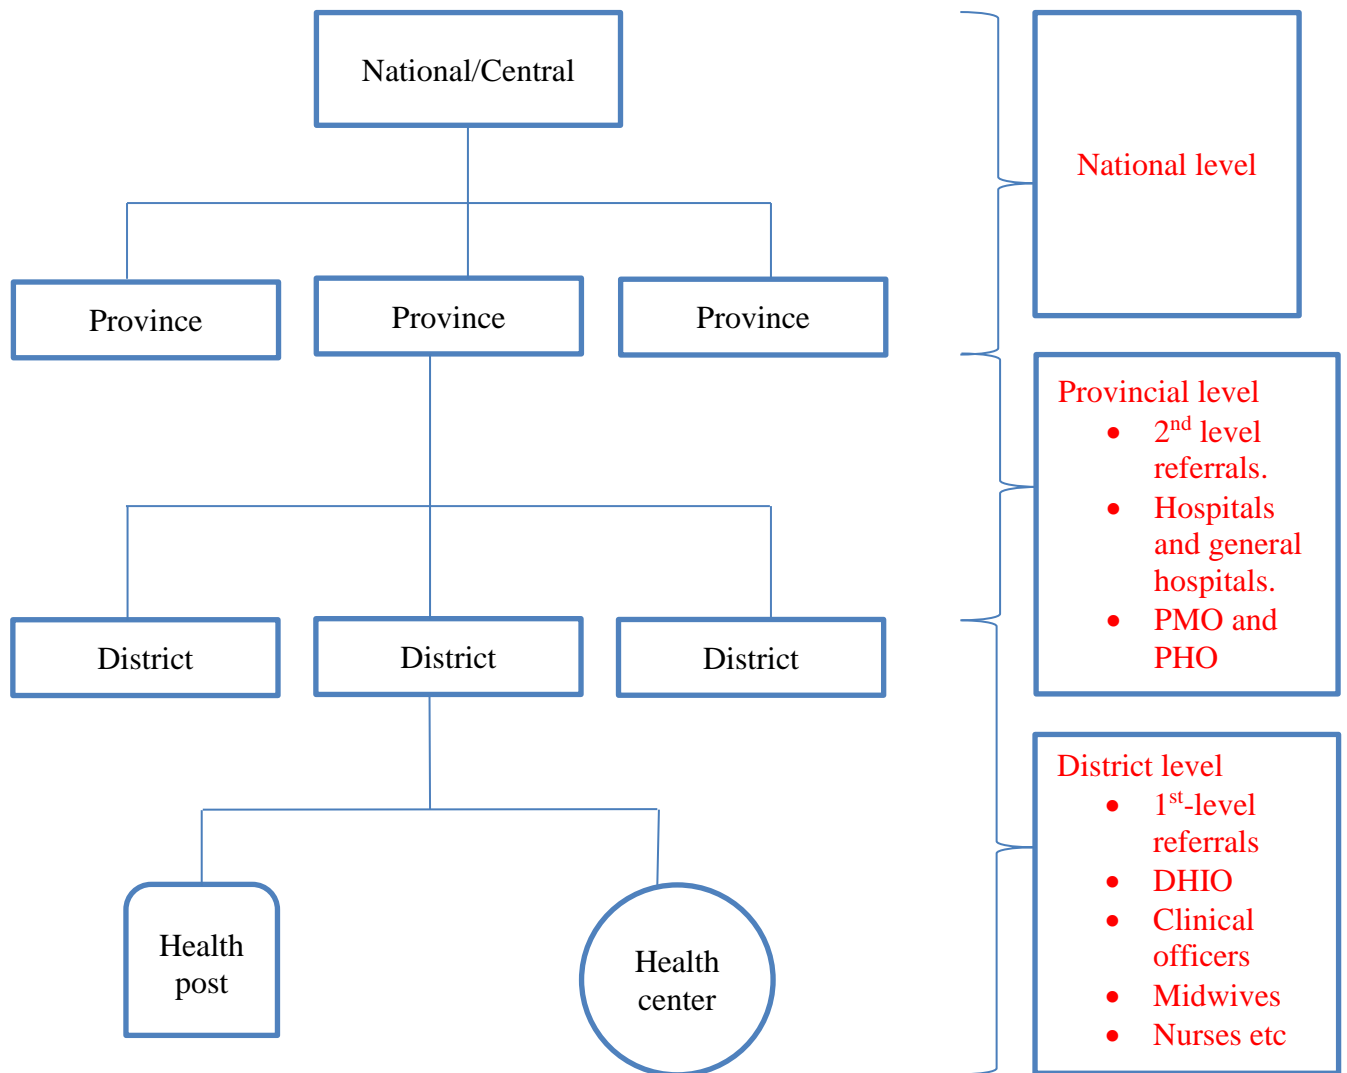 National/Central
National level
Province
Province
Province
Provincial level
• 2nd level
referrals.
• Hospitals
and general
hospitals.
• PMO and
PHO
District
District
District
District level
• 1st-level
referrals
• DHIO
• Clinical
officers
• Midwives
• Nurses etc
Health
post
Health
center